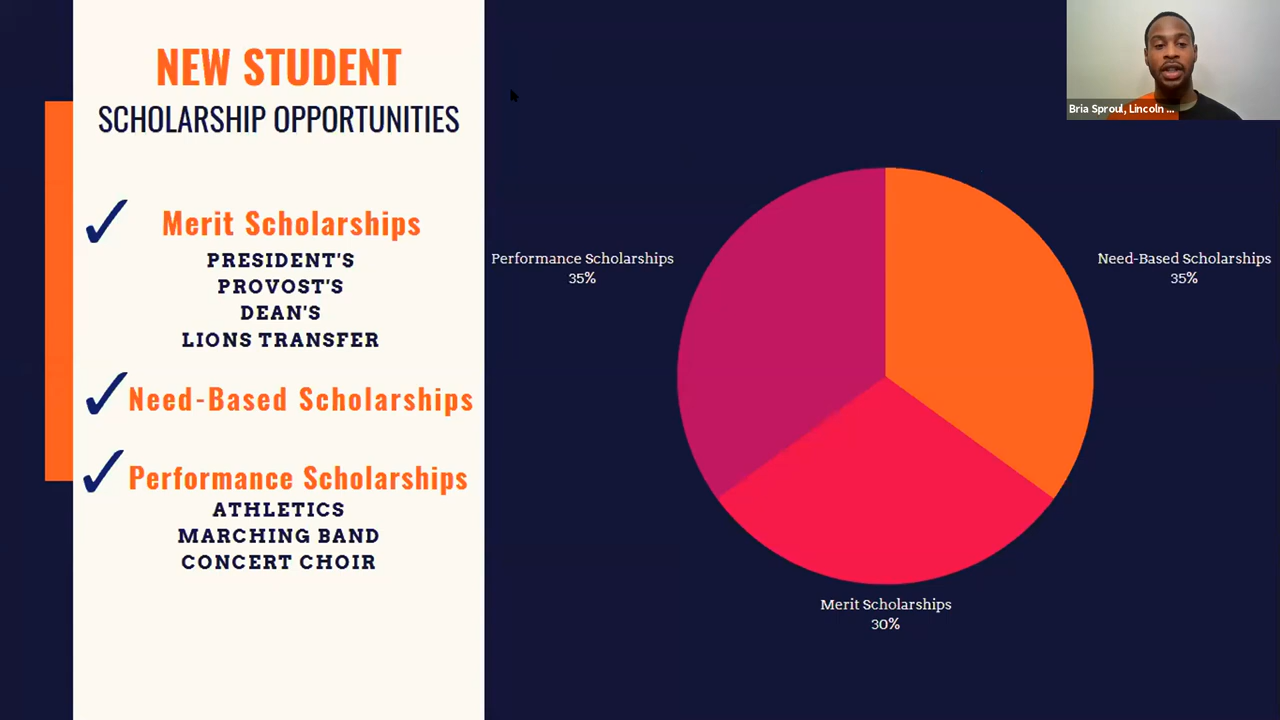 NEW STUDENT
SCHOLARSHIP OPPORTUNITIES
Merit Scholarships
PRESIDENT'S
PROVOST'S
DEAN'S
LIONS TRANSFER
Need-Based Scholarships
Performance Scholarships
ATHLETICS
MARCHING BAND
CONCERT CHOIR
Performance Scholarships
35%
Need-Based Scholarships
35%
Merit Scholarships
30%
Bria Sproul, Lincoln ...